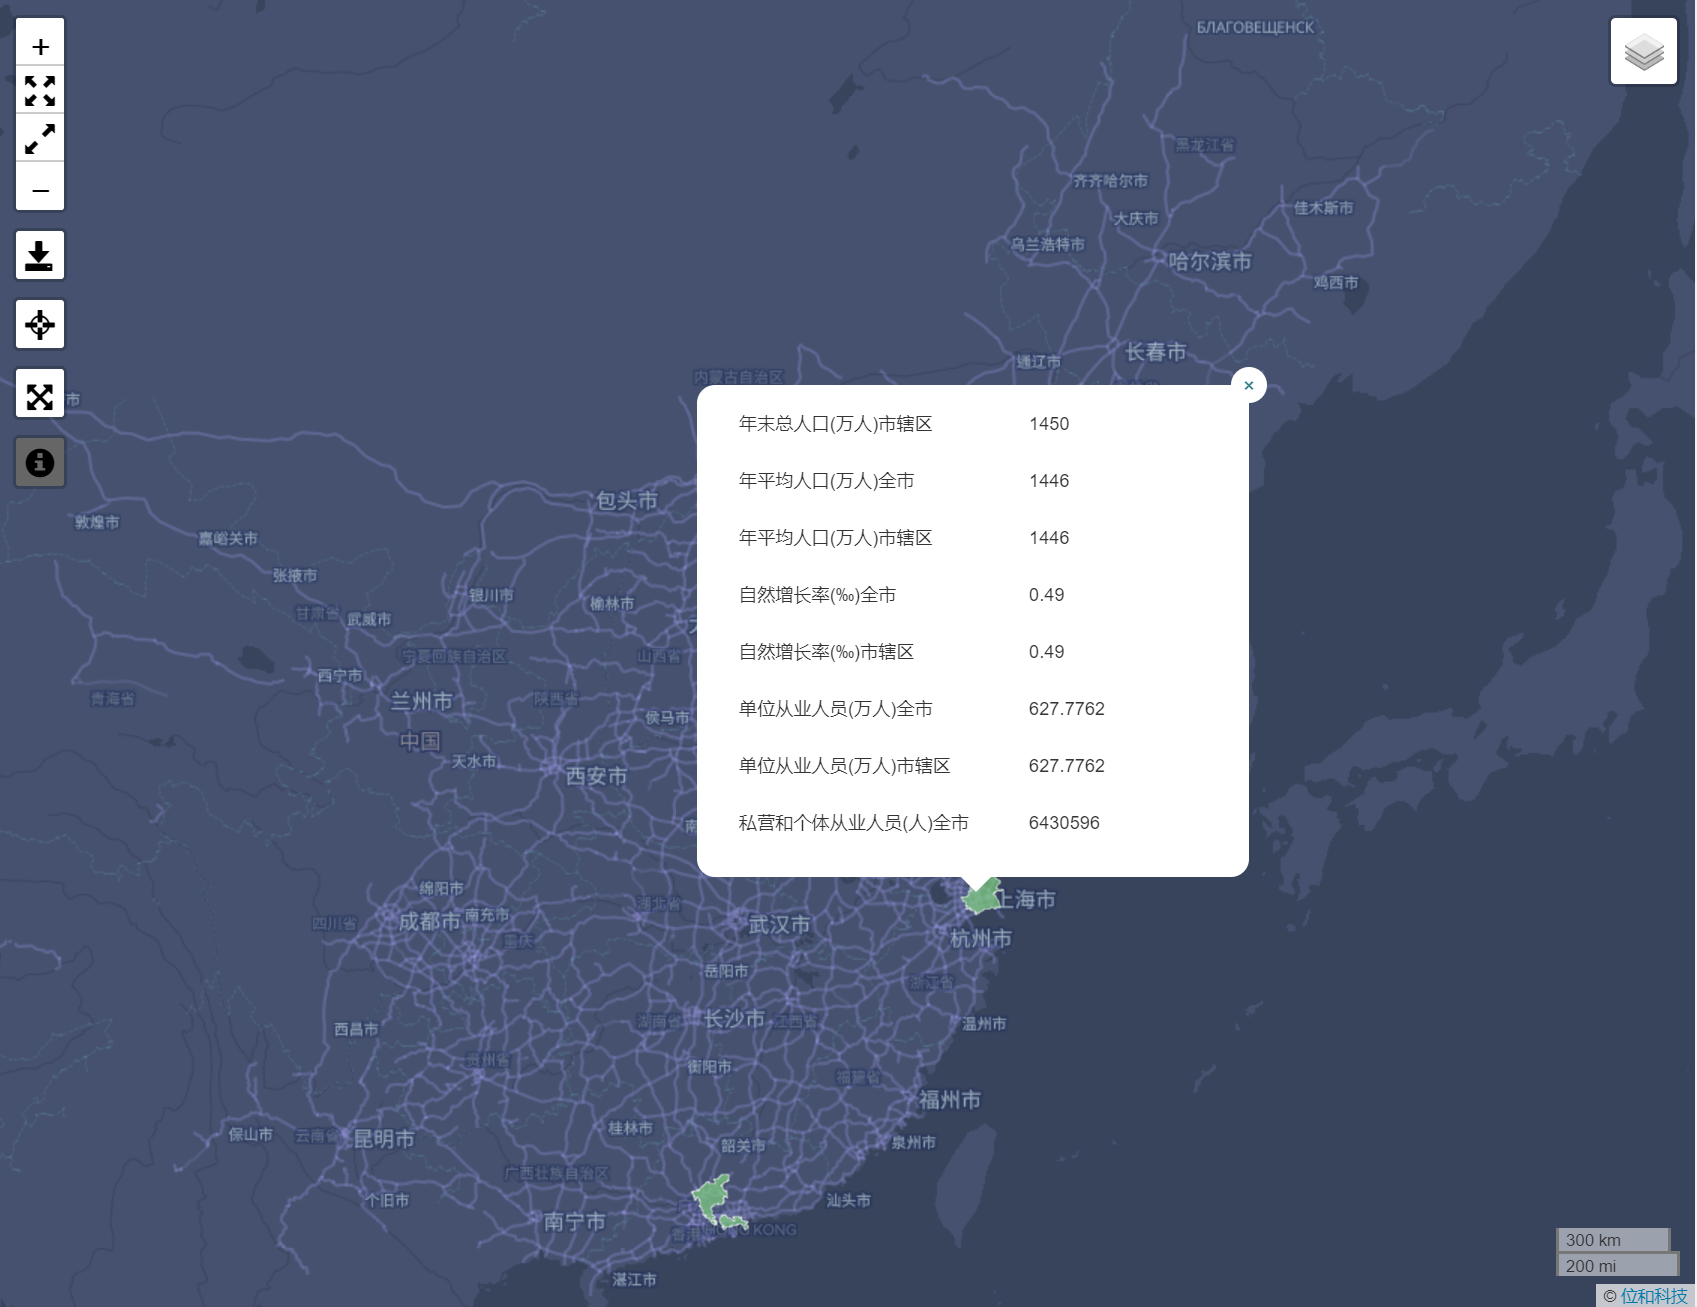 БЛАГОВЕЩЕНСК
黑龙江省
齐齐哈尔市
佳木斯市
大庆市
乌兰浩特市
哈尔滨市
鸡西市
长春市
通辽市
内蒙古自治区
市
×
年末总人口(万人)市辖区 1450
年平均人口(万人)全市 1446
年平均人口(万人)市辖区 1446
自然增长率(‰)全市 0.49
自然增长率(‰)市辖区 0.49
单位从业人员(万人)全市 627.7762
单位从业人员(万人)市辖区 627.7762
私营和个体从业人员(人)全市 6430596
包头市
敦煌市
嘉峪关市
张掖市
银川市
榆林市
甘肃省
武威市
宁夏回族自治区
山西省
西宁市
青海省
兰州市
陕西省
侯马市
中国
天水市
西安市
绵阳市
上海市
湖北省
四川省
成都市
南充市
武汉市
重庆
杭州市
岳阳市
浙江省
西昌市
湖南省
长沙市
江西省
温州市
贵州省
衡阳市
福建省
福州市
保山市
云南省
昆明市
桂林市
韶关市
泉州市
广西壮族自治区
个旧市
汕头市
南宁市
香港
KONG
湛江市
300 km
200 mi
© 位和科技